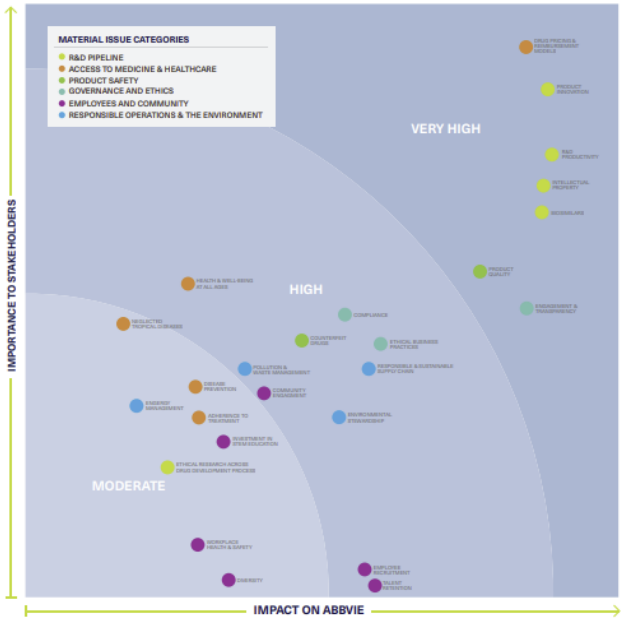 MATERIAL ISSUE CATEGORIES
R&D PIPELINE
ACCESS TO MEDICINE & HEALTHCARE
PRODUCT SAFETY
GOVERNANCE AND ETHICS
EMPLOYEES AND COMMUNITY
RESPONSIBLE OPERATIONS & THE ENVIRONMENT
DRUG PRICING &
REIMBURSEMENT
MODELS
PRODUCT
INNOVATION
VERY HIGH
R&D
PRODUCTIVITY
INTELLECTUAL
PROPERTY
BIOSIMILARS
PRODUCT
QUALITY
HEALTH & WELL-BEING
AT ALL AGES
HIGH
TRANSPARENCY
COMPLIANCE
NEGLECTED
TROPICAL DISEASES
COUNTERFEIT
DRUGS
ETHICAL BUSINESS
PRACTICES
POLLUTION &
WASTE MANAGEMENT
RESPONSIBLE & SUSTAINABLE
SUPPLY CHAIN
DISEASE
PREVENTION
COMMUNITY
ENGAGEMENT
ENERGY
MANAGEMENT
ADHERENCE TO
TREATMENT
ENVIRONMENTAL
STEWARDSHIP
INVESTMENT IN
STEM EDUCATION
ETHICAL RESEARCH ACROSS
DRUG DEVELOPMENT PROCESS
MODERATE
WORKPLACE
HEALTH & SAFETY
EMPLOYEE
RECRUITMENT
DIVERSITY
TALENT
RETENTION
IMPORTANCE TO STAKEHOLDERS
IMPACT ON ABBVIE